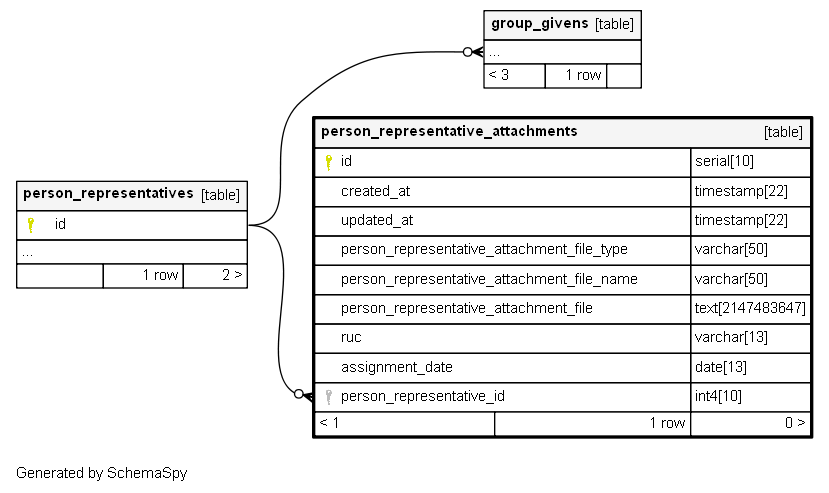 group_givens [table]
...
< 3 1 row
person_representative_attachments [table]
id serial[10]
created_at timestamp[22]
updated_at timestamp[22]
person_representative_attachment_file_type varchar[50]
person_representative_attachment_file_name varchar[50]
person_representative_attachment_file text[2147483647]
ruc varchar[13]
assignment_date date[13]
person_representative_id int4[10]
< 1 1 row 0 >
person_representatives [table]
id
...
1 row 2 >
Generated by SchemaSpy